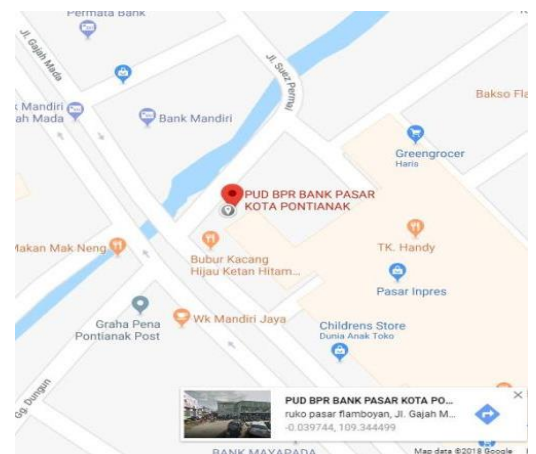 Permata Bank
Jl. Gajah Mada
Jl. Suez Permai
Bakso Fla
k Mandiri
ah Mada
Bank Mandiri
Greengrocer
Haris
PUD BPR BANK PASAR
KOTA PONTIANAK
Makan Mak Neng
TK. Handy
Bubur Kacang
Hijau Ketan Hitam...
Pasar Inpres
Graha Pena
Pontianak Post
Wk Mandiri Jaya
Childrens Store
Dunia Anak Toko
Gg. Dungun
PUD BPR BANK PASAR KOTA PO...
ruko pasar flamboyan, Jl. Gajah M...
-0.039744, 109.344499
BANK MAYAPADA
Map data ©2018 Google